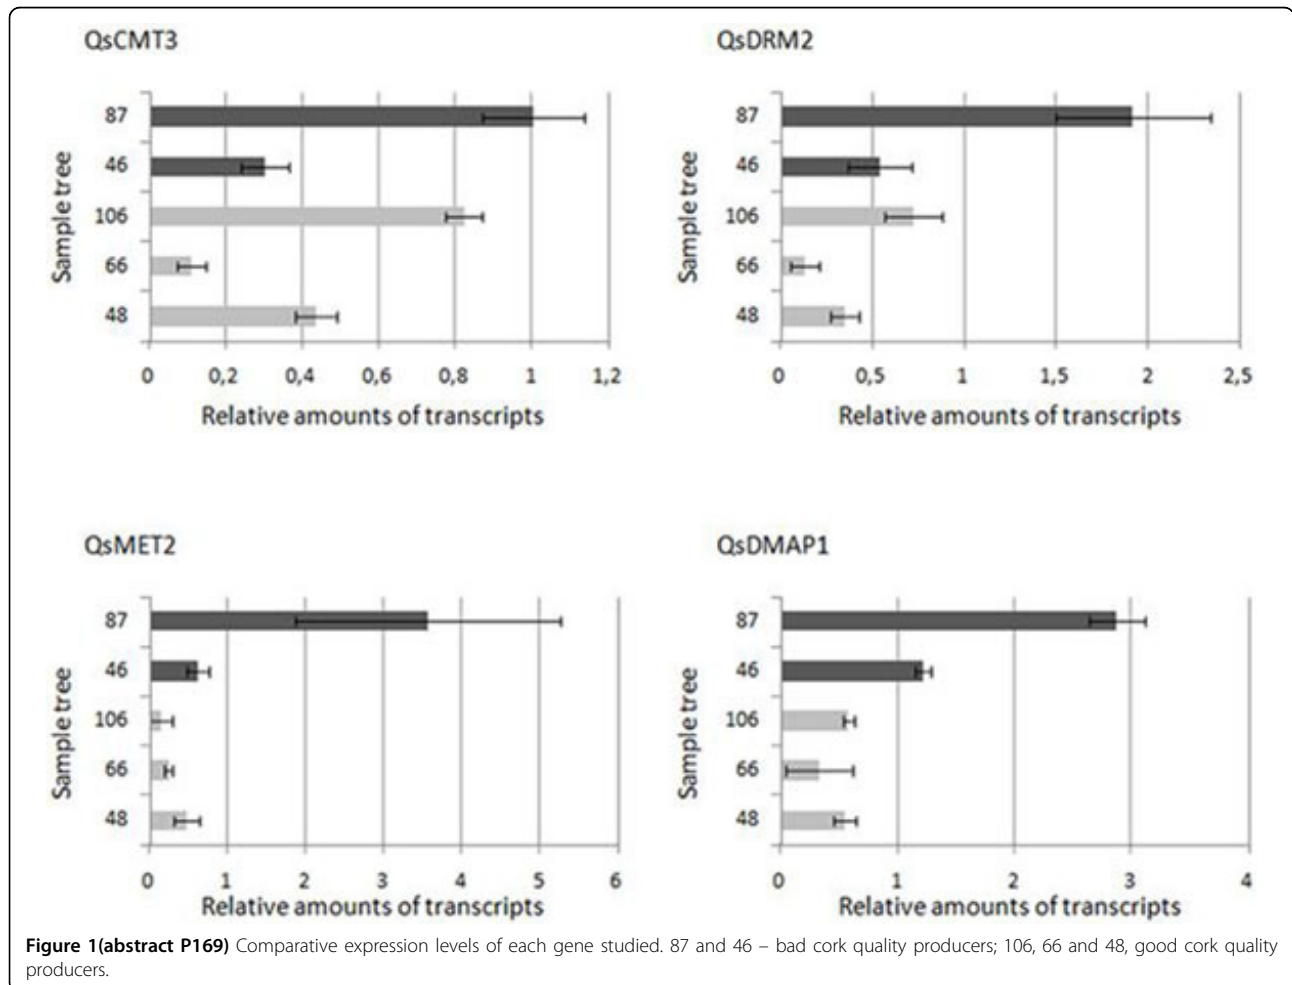 QsCMT3
Sample tree
87
46
106
66
48
0 0,2 0,4 0,6 0,8 1 1,2
Relative amounts of transcripts
QsDRM2
Sample tree
87
46
106
66
48
0 0,5 1 1,5 2 2,5
Relative amounts of transcripts
QsMET2
Sample tree
87
46
106
66
48
0 1 2 3 4 5 6
Relative amounts of transcripts
QsDMAP1
Sample tree
87
46
106
66
48
0 1 2 3 4
Relative amounts of transcripts
Figure 1(abstract P169) Comparative expression levels of each gene studied. 87 and 46 – bad cork quality producers; 106, 66 and 48, good cork quality
producers.